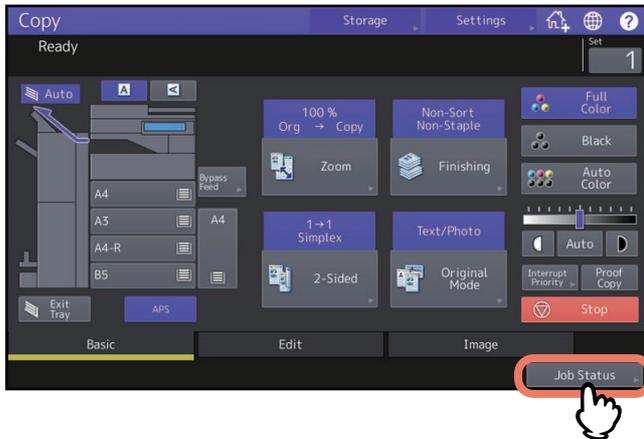 Copy
Storage
Settings
?
Ready
Set
1
Auto
A
A
100 %
Org → Copy
Zoom
Non-Sort
Non-Staple
Finishing
Full
Color
Black
Auto
Color
Bypass
Feed
A4
A3
A4-R
B5
A4
1→1
Simplex
2-Sided
Text/Photo
Original
Mode
Auto
Interrupt
Priority
Proof
Copy
Exit
Tray
APS
Stop
Basic
Edit
Image
Job Status